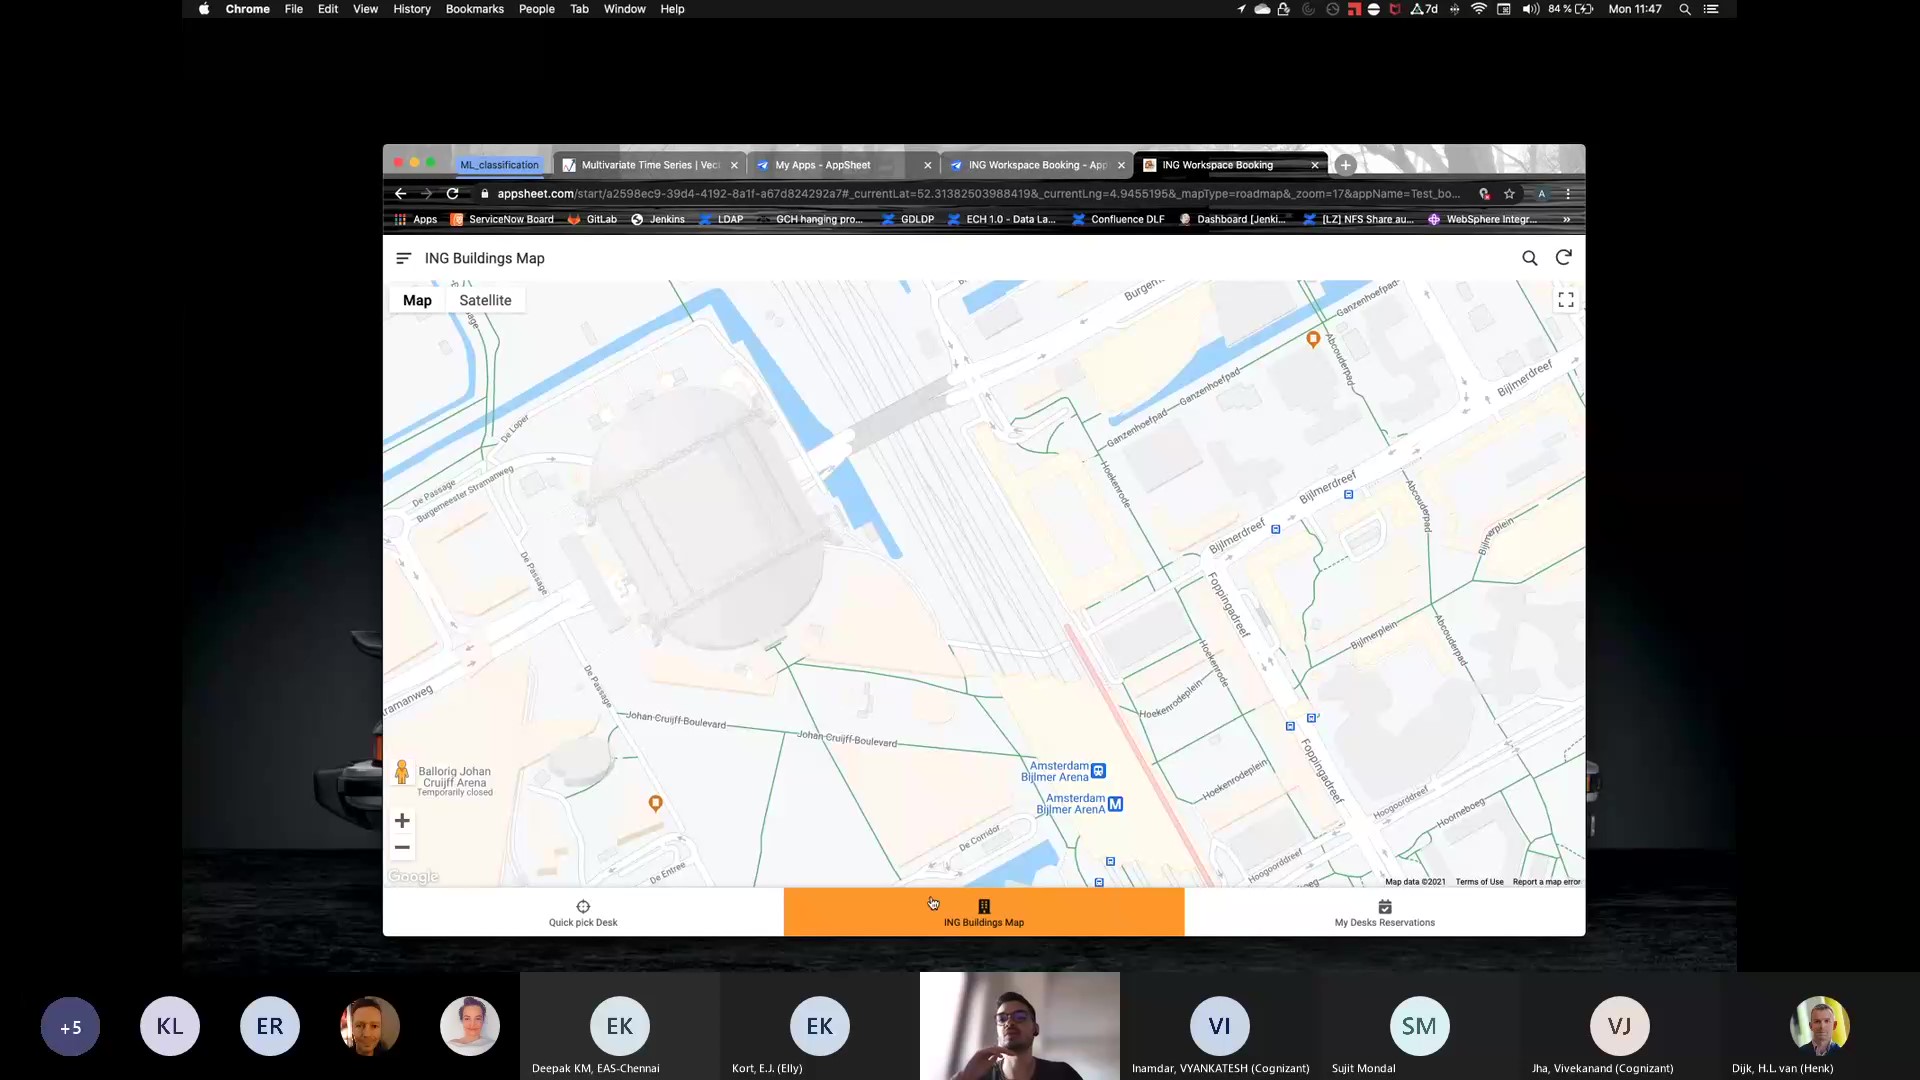 Chrome File Edit View History Bookmarks People Tab Window Help
7d 84 % Mon 11:47
ML_classification
Multivariate Time Series | Vec
My Apps - AppSheet
ING Workspace Booking - App
ING Workspace Booking
appsheet.com/start/a2598ec9-39d4-4192-8a1f-a67d824292a7#_currentLat=52.3138250398841​9&_currentLng=4.9455195&_mapType=roadmap&_zoom=17&appName=Test_bo...
A
Apps ServiceNow Board GitLab Jenkins LDAP GCH hanging pro... GDLDP ECH 1.0 - Data La... Confluence DLF Dashboard [Jenki... [LZ] NFS Share au... WebSphere Integr... »
ING Buildings Map
Map Satellite
Burgem
Ganzenhoefpad
Abcouderpad
Bijlmerdreef
Ganzenhoefpad
De Loper
De Passage
Burgemeester Stramanweg
Ganzenhoefpad
Hoekenrode
Bijlmerdreef
Abcouderpad
Bijlmerdreef
Bijlmerplein
De Passage
Foppingadreef
Bijlmerplein
Abcouderpad
Hoekenrode
De Passage
Hoekenrodeplein
Johan Cruijff Boulevard
Johan Cruijff Boulevard
Foppingadreef
Ballorig Johan
Cruijff Arena
Temporarily closed
Amsterdam
Bijlmer Arena
Amsterdam
Bijlmer ArenA
M
Hoekenrodeplein
Hoogoorddreef
Hoorneboeg
De Corridor
De Entree
Hoogoorddreef
+
−
Google
Map data ©2021 Terms of Use Report a map error
Quick pick Desk
ING Buildings Map
My Desks Reservations
+5
KL
ER
EK
EK
VI
SM
VJ
Deepak KM, EAS-Chennai
Kort, E.J. (Elly)
Inamdar, VYANKATESH (Cognizant)
Sujit Mondal
Jha, Vivekanand (Cognizant)
Dijk, H.L. van (Henk)